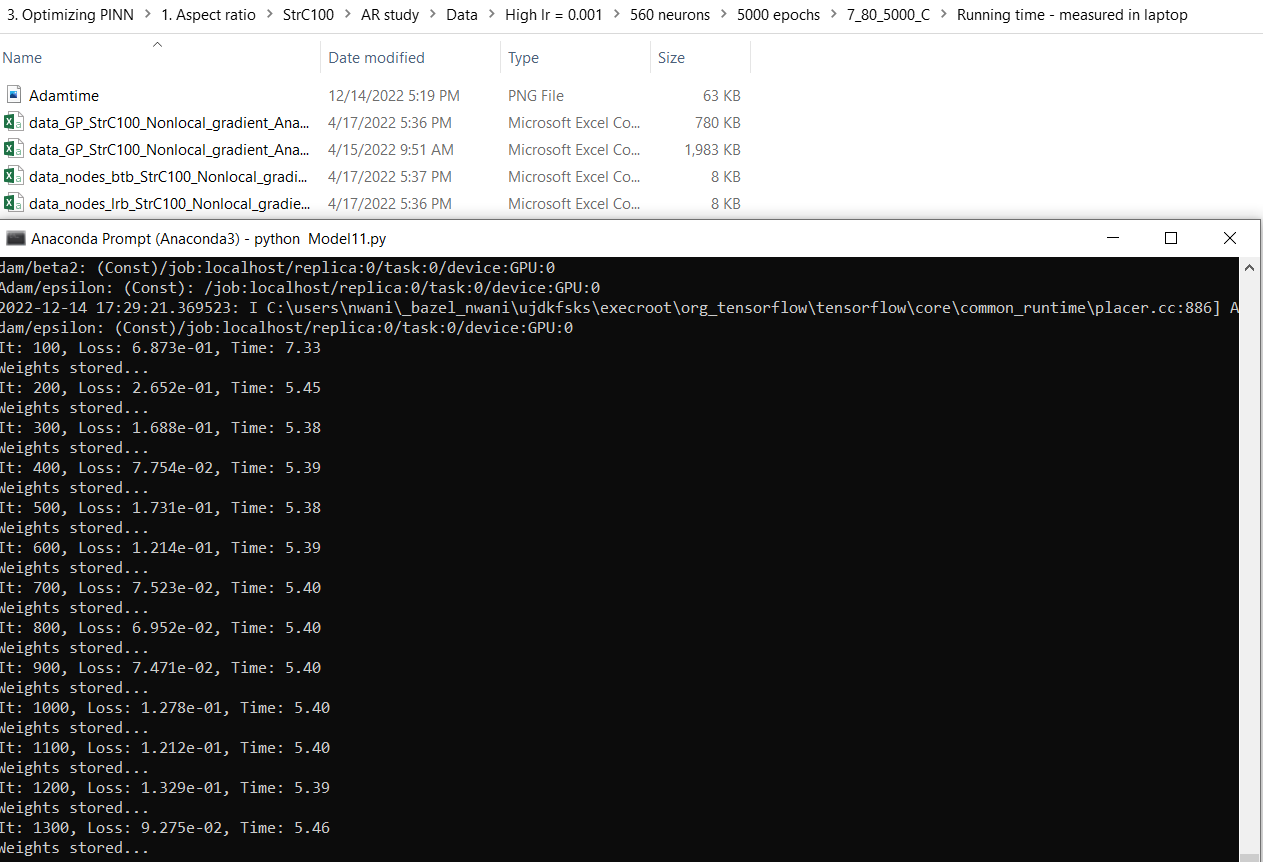 3. Optimizing PINN > 1. Aspect ratio > StrC100 > AR study > Data > High lr = 0.001 > 560 neurons > 5000 epochs > 7_80_5000_C > Running time - measured in laptop
Name Date modified Type Size
Adamtime 12/14/2022 5:19 PM PNG File 63 KB
data_GP_StrC100_Nonlocal_gradient_Ana... 4/17/2022 5:36 PM Microsoft Excel Co... 780 KB
data_GP_StrC100_Nonlocal_gradient_Ana... 4/15/2022 9:51 AM Microsoft Excel Co... 1,983 KB
data_nodes_btb_StrC100_Nonlocal_gradi... 4/17/2022 5:37 PM Microsoft Excel Co... 8 KB
data_nodes_lrb_StrC100_Nonlocal_gradie... 4/17/2022 5:36 PM Microsoft Excel Co... 8 KB
Anaconda Prompt (Anaconda3) - python Model11.py
dam/beta2: (Const)/job:localhost/replica:0/task:0/device:GPU:0
Adam/epsilon: (Const): /job:localhost/replica:0/task:0/device:GPU:0
2022-12-14 17:29:21.369523: I C:\users\nwani\_bazel_nwani\ujdkfsks\execroot\org_tensorflow\tensorflow\core\common_runtime\placer.cc:886] A
dam/epsilon: (Const)/job:localhost/replica:0/task:0/device:GPU:0
It: 100, Loss: 6.873e-01, Time: 7.33
Weights stored...
It: 200, Loss: 2.652e-01, Time: 5.45
Weights stored...
It: 300, Loss: 1.688e-01, Time: 5.38
Weights stored...
It: 400, Loss: 7.754e-02, Time: 5.39
Weights stored...
It: 500, Loss: 1.731e-01, Time: 5.38
Weights stored...
It: 600, Loss: 1.214e-01, Time: 5.39
Weights stored...
It: 700, Loss: 7.523e-02, Time: 5.40
Weights stored...
It: 800, Loss: 6.952e-02, Time: 5.40
Weights stored...
It: 900, Loss: 7.471e-02, Time: 5.40
Weights stored...
It: 1000, Loss: 1.278e-01, Time: 5.40
Weights stored...
It: 1100, Loss: 1.212e-01, Time: 5.40
Weights stored...
It: 1200, Loss: 1.329e-01, Time: 5.39
Weights stored...
It: 1300, Loss: 9.275e-02, Time: 5.46
Weights stored...